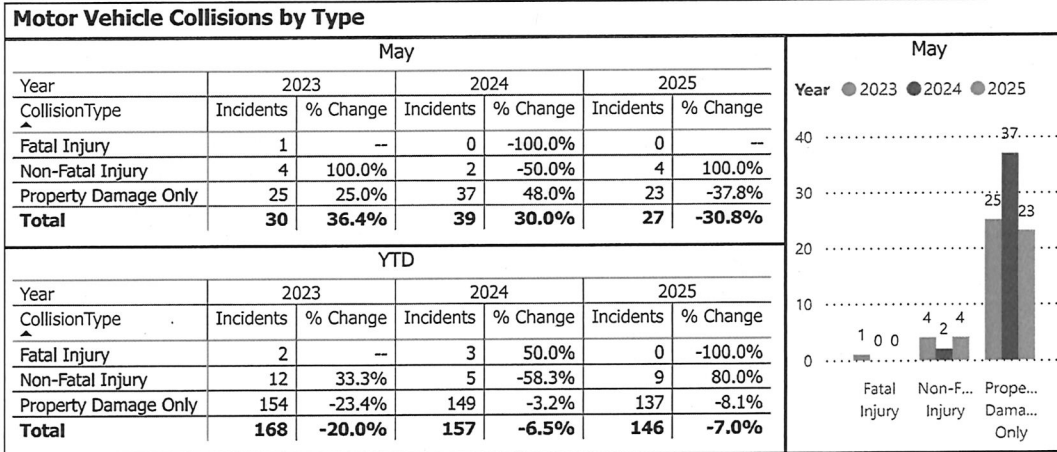 Motor Vehicle Collisions by Type
May
Year 2023 2024 2025
CollisionType Incidents % Change Incidents % Change Incidents % Change
Fatal Injury 1 -- 0 -100.0% 0 --
Non-Fatal Injury 4 100.0% 2 -50.0% 4 100.0%
Property Damage Only 25 25.0% 37 48.0% 23 -37.8%
Total 30 36.4% 39 30.0% 27 -30.8%
YTD
Year 2023 2024 2025
CollisionType Incidents % Change Incidents % Change Incidents % Change
Fatal Injury 2 -- 3 50.0% 0 -100.0%
Non-Fatal Injury 12 33.3% 5 -58.3% 9 80.0%
Property Damage Only 154 -23.4% 149 -3.2% 137 -8.1%
Total 168 -20.0% 157 -6.5% 146 -7.0%
May
Year 2023 2024 2025
40
37
30
25
23
20
10
4 2 4
1 0 0
0
Fatal Non-F... Prope...
Injury Injury Dama...
Only